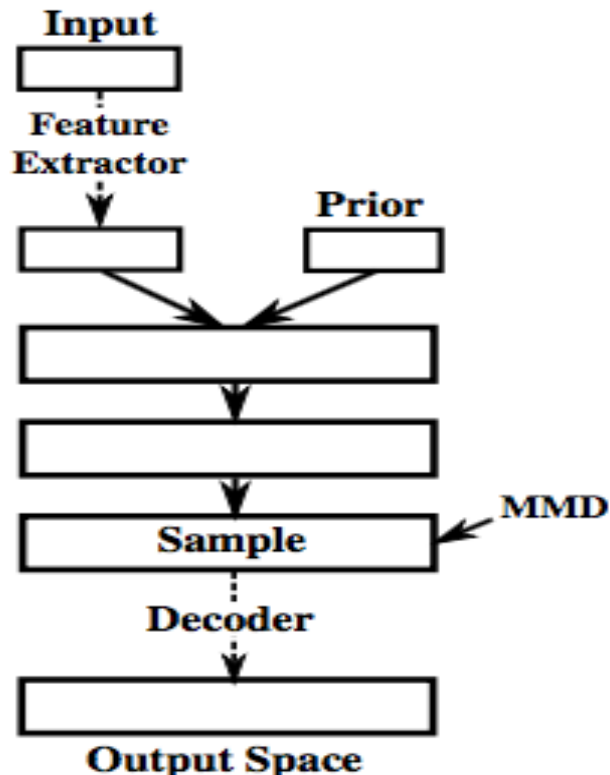 Input
Feature
Extractor
Prior
MMD
Sample
Decoder
Output Space